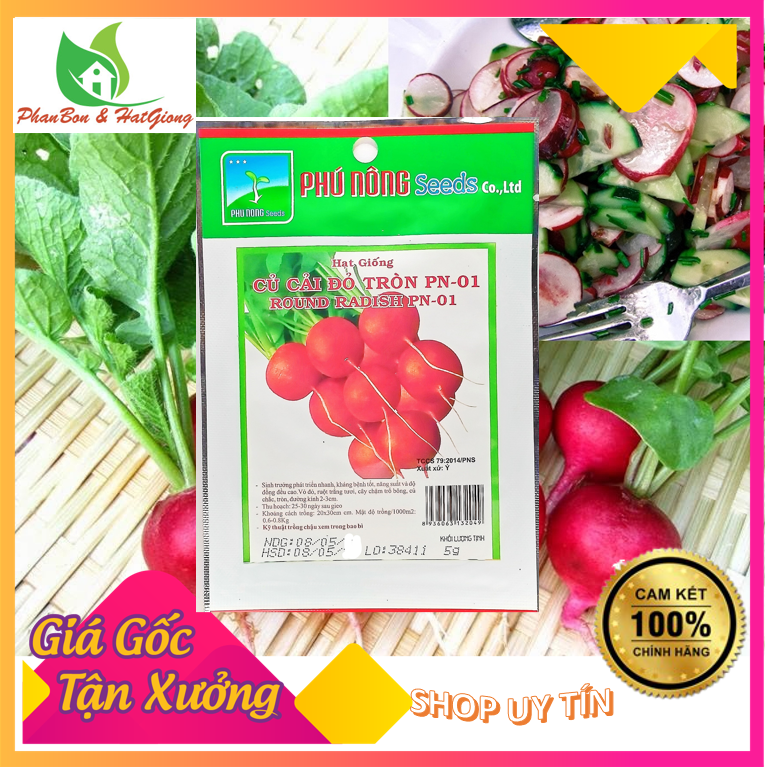 PhanBon & HatGiong
PHÚ NÔNG Seeds Co.,Ltd
PHÚ NÔNG Seeds
Hạt Giống
CỦ CẢI ĐỎ TRÒN PN-01
ROUND RADISH PN-01
TCCS 79:2014/PNS
Xuất xứ: Ý
- Sinh trưởng phát triển nhanh, kháng bệnh tốt, năng suất và độ
đồng đều cao. Vỏ đỏ, ruột trắng tươi, cây chậm trổ bông, củ
chắc, tròn, đường kính 2-3cm.
- Thu hoạch: 25-30 ngày sau gieo
- Khoảng cách trồng: 20x30cm cm. Mật độ trồng/1000m2:
0.6-0.8Kg
- Kỹ thuật trồng chậu xem trong bao bì
8936063132049
NDG:08/05/
HSD:08/05/ LO:38411
KHỐI LƯỢNG TỊNH
5g
Giá Gốc
Tận Xưởng
SHOP UY TÍN
CAM KẾT
100%
CHÍNH HÃNG